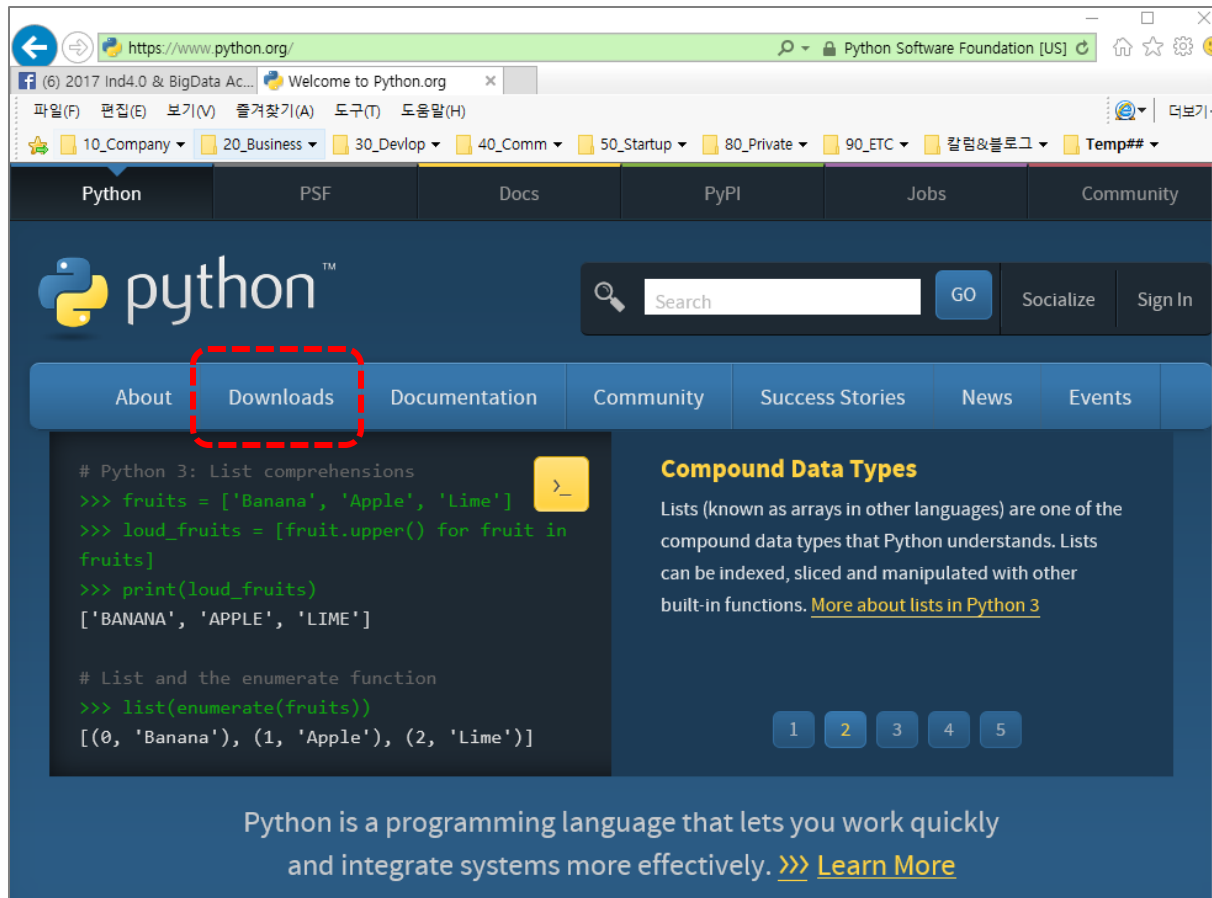 https://www.python.org/ Python Software Foundation [US]
(6) 2017 Ind4.0 & BigData Ac... Welcome to Python.org
파일(F) 편집(E) 보기(V) 즐겨찾기(A) 도구(T) 도움말(H) 더보기
10_Company 20_Business 30_Devlop 40_Comm 50_Startup 80_Private 90_ETC 칼럼&블로그 Temp##
Python PSF Docs PyPI Jobs Community
python™
Search GO Socialize Sign In
About Downloads Documentation Community Success Stories News Events
# Python 3: List comprehensions
>>> fruits = ['Banana', 'Apple', 'Lime']
>>> loud_fruits = [fruit.upper() for fruit in
fruits]
>>> print(loud_fruits)
['BANANA', 'APPLE', 'LIME']
# List and the enumerate function
>>> list(enumerate(fruits))
[(0, 'Banana'), (1, 'Apple'), (2, 'Lime')]
>_
Compound Data Types
Lists (known as arrays in other languages) are one of the
compound data types that Python understands. Lists
can be indexed, sliced and manipulated with other
built-in functions. More about lists in Python 3
1 2 3 4 5
Python is a programming language that lets you work quickly
and integrate systems more effectively. >>> Learn More